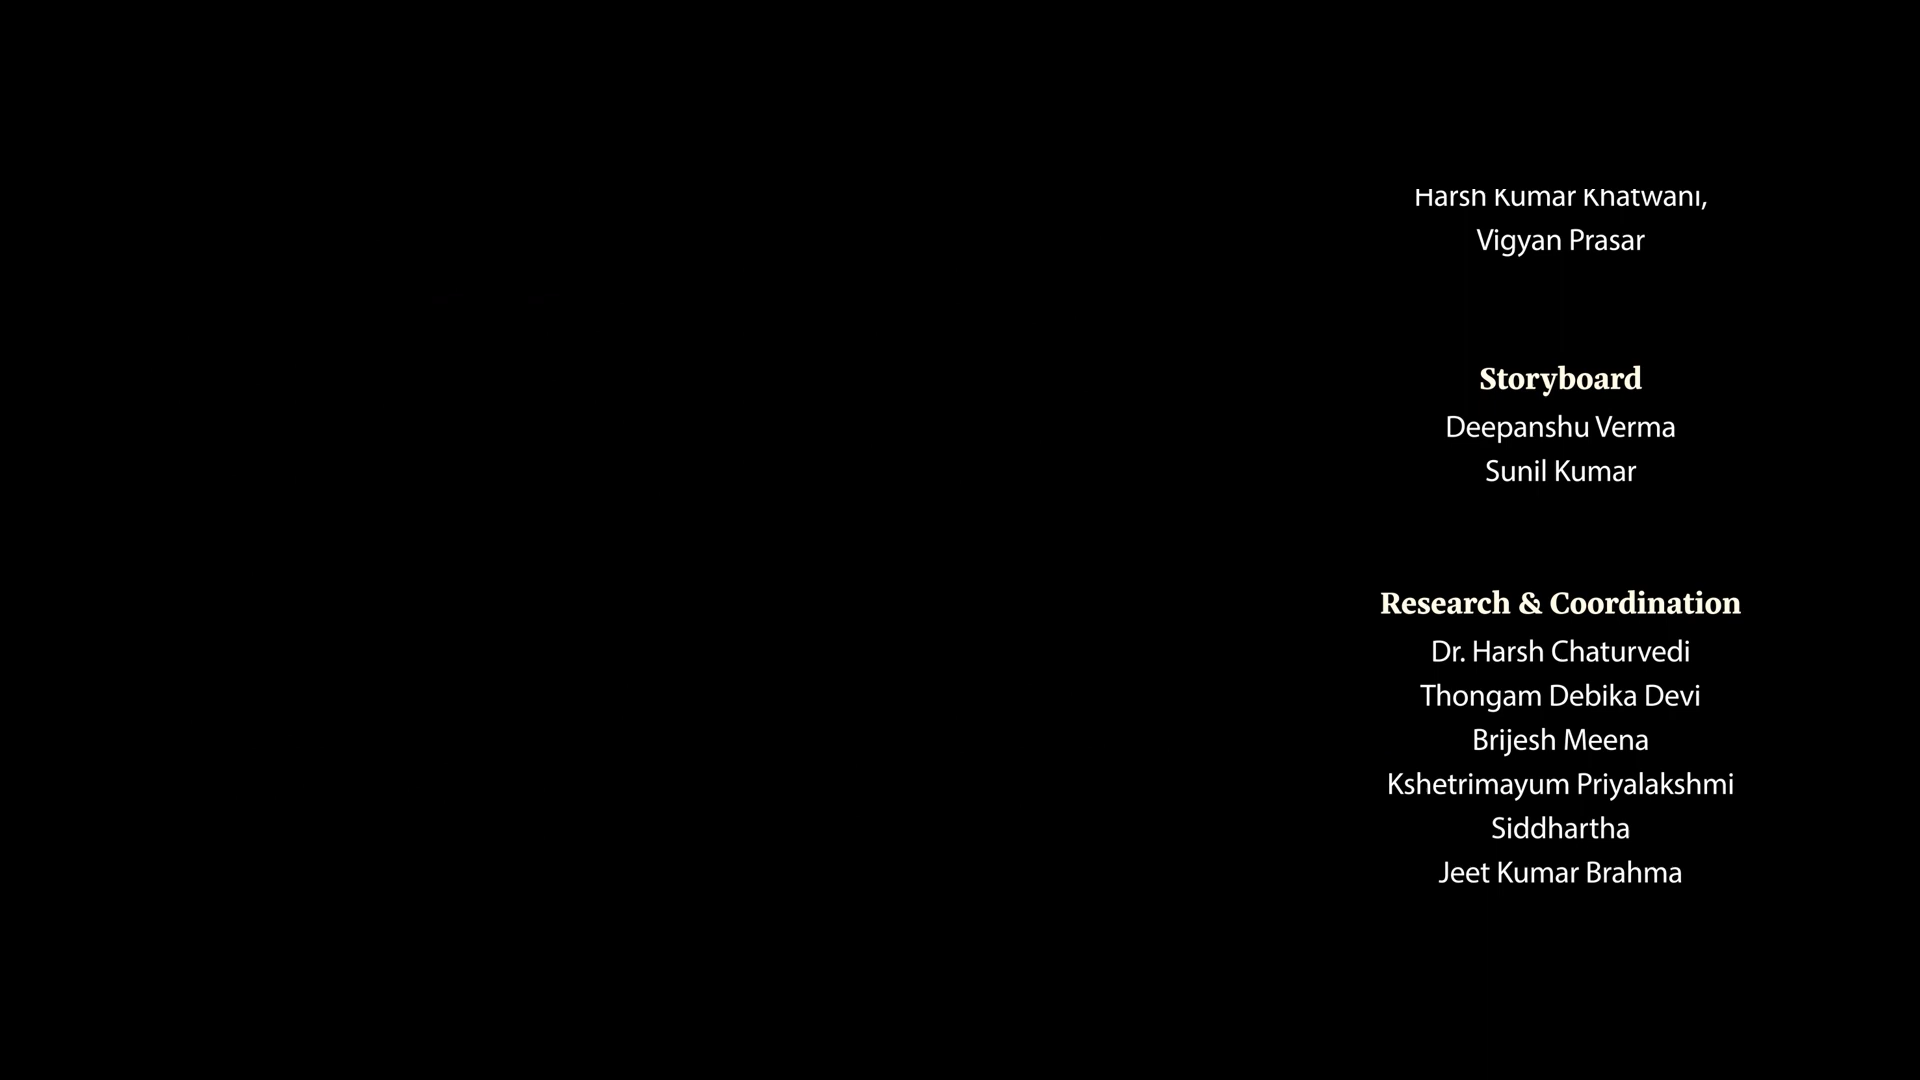 Harsh Kumar Khatwani,
Vigyan Prasar
Storyboard
Deepanshu Verma
Sunil Kumar
Research & Coordination
Dr. Harsh Chaturvedi
Thongam Debika Devi
Brijesh Meena
Kshetrimayum Priyalakshmi
Siddhartha
Jeet Kumar Brahma